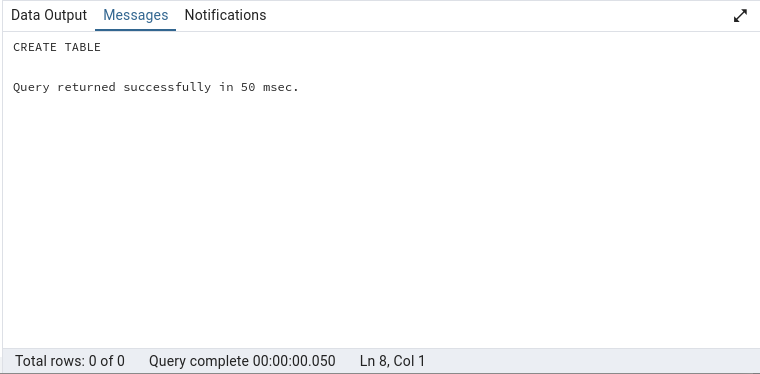 Data Output Messages Notifications
CREATE TABLE
Query returned successfully in 50 msec.
Total rows: 0 of 0 Query complete 00:00:00.050 Ln 8, Col 1